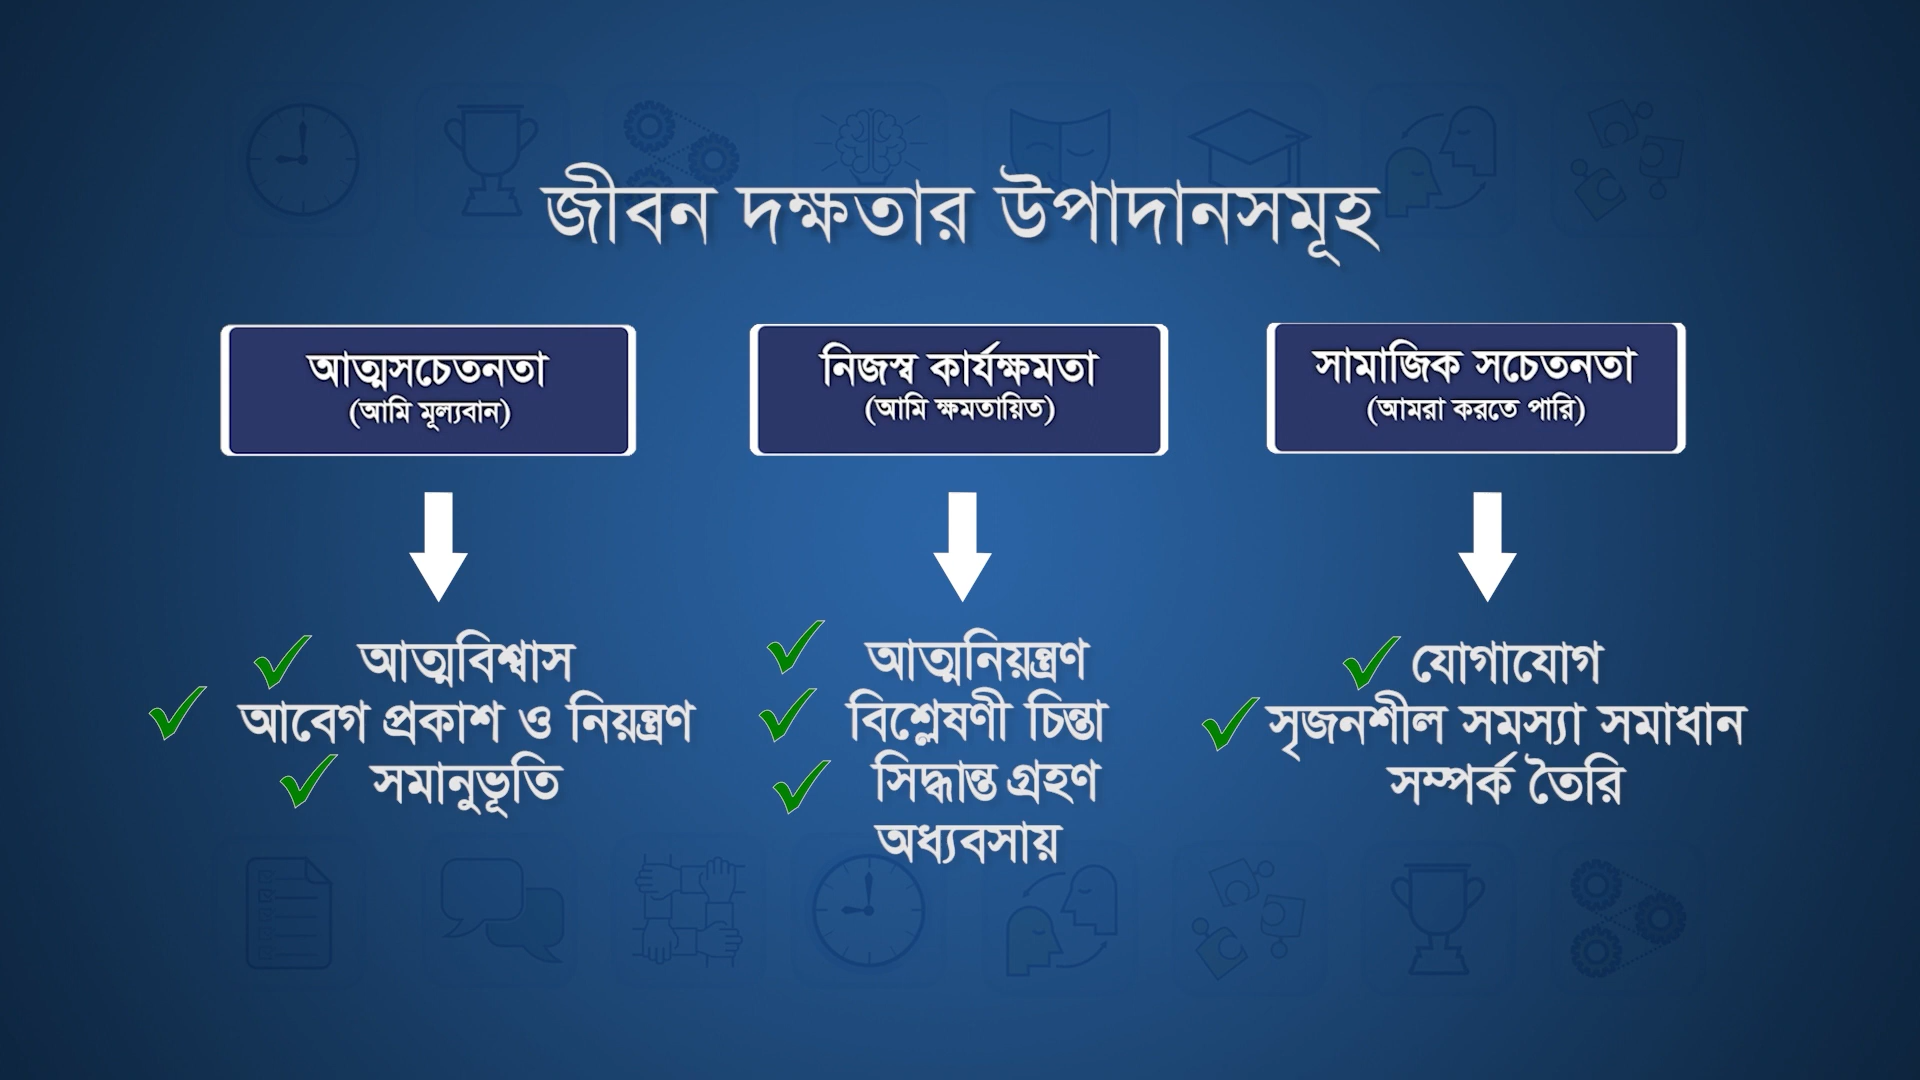 জীবন দক্ষতার উপাদানসমূহ
আত্মসচেতনতা
(আমি মূল্যবান)
আত্মবিশ্বাস
আবেগ প্রকাশ ও নিয়ন্ত্রণ
সমানুভূতি
নিজস্ব কার্যক্ষমতা
(আমি ক্ষমতায়িত)
আত্মনিয়ন্ত্রণ
বিশ্লেষণী চিন্তা
সিদ্ধান্ত গ্রহণ
অধ্যবসায়
সামাজিক সচেতনতা
(আমরা করতে পারি)
যোগাযোগ
সৃজনশীল সমস্যা সমাধান
সম্পর্ক তৈরি